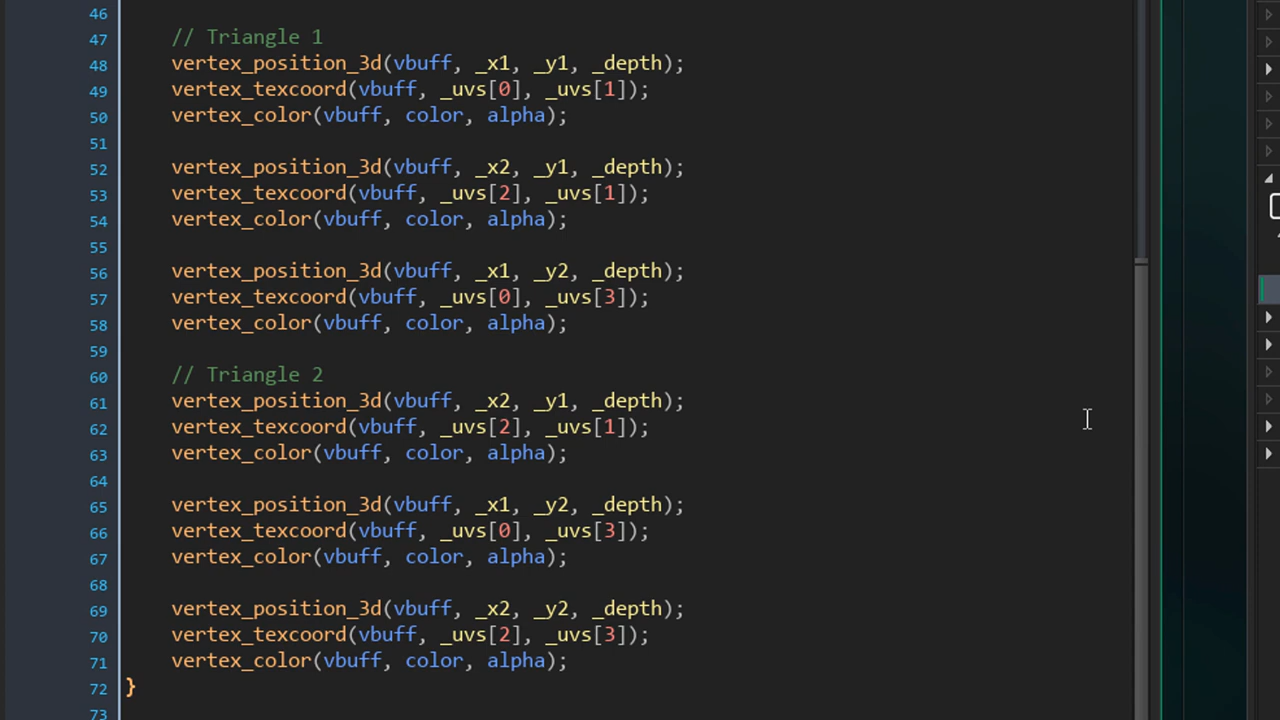 46
47 // Triangle 1
48 vertex_position_3d(vbuff, _x1, _y1, _depth);
49 vertex_texcoord(vbuff, _uvs[0], _uvs[1]);
50 vertex_color(vbuff, color, alpha);
51
52 vertex_position_3d(vbuff, _x2, _y1, _depth);
53 vertex_texcoord(vbuff, _uvs[2], _uvs[1]);
54 vertex_color(vbuff, color, alpha);
55
56 vertex_position_3d(vbuff, _x1, _y2, _depth);
57 vertex_texcoord(vbuff, _uvs[0], _uvs[3]);
58 vertex_color(vbuff, color, alpha);
59
60 // Triangle 2
61 vertex_position_3d(vbuff, _x2, _y1, _depth);
62 vertex_texcoord(vbuff, _uvs[2], _uvs[1]);
63 vertex_color(vbuff, color, alpha);
64
65 vertex_position_3d(vbuff, _x1, _y2, _depth);
66 vertex_texcoord(vbuff, _uvs[0], _uvs[3]);
67 vertex_color(vbuff, color, alpha);
68
69 vertex_position_3d(vbuff, _x2, _y2, _depth);
70 vertex_texcoord(vbuff, _uvs[2], _uvs[3]);
71 vertex_color(vbuff, color, alpha);
72 }
73